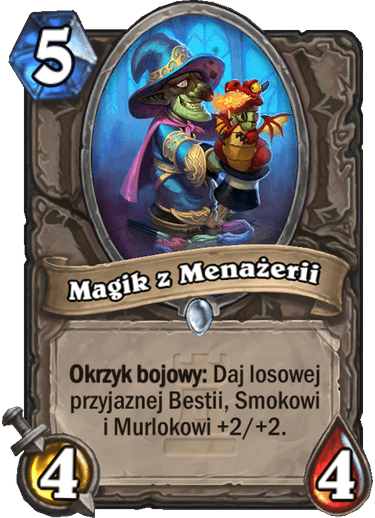 5
Magik z Menażerii
Okrzyk bojowy: Daj losowej
przyjaznej Bestii, Smokowi
i Murlokowi +2/+2.
4 4